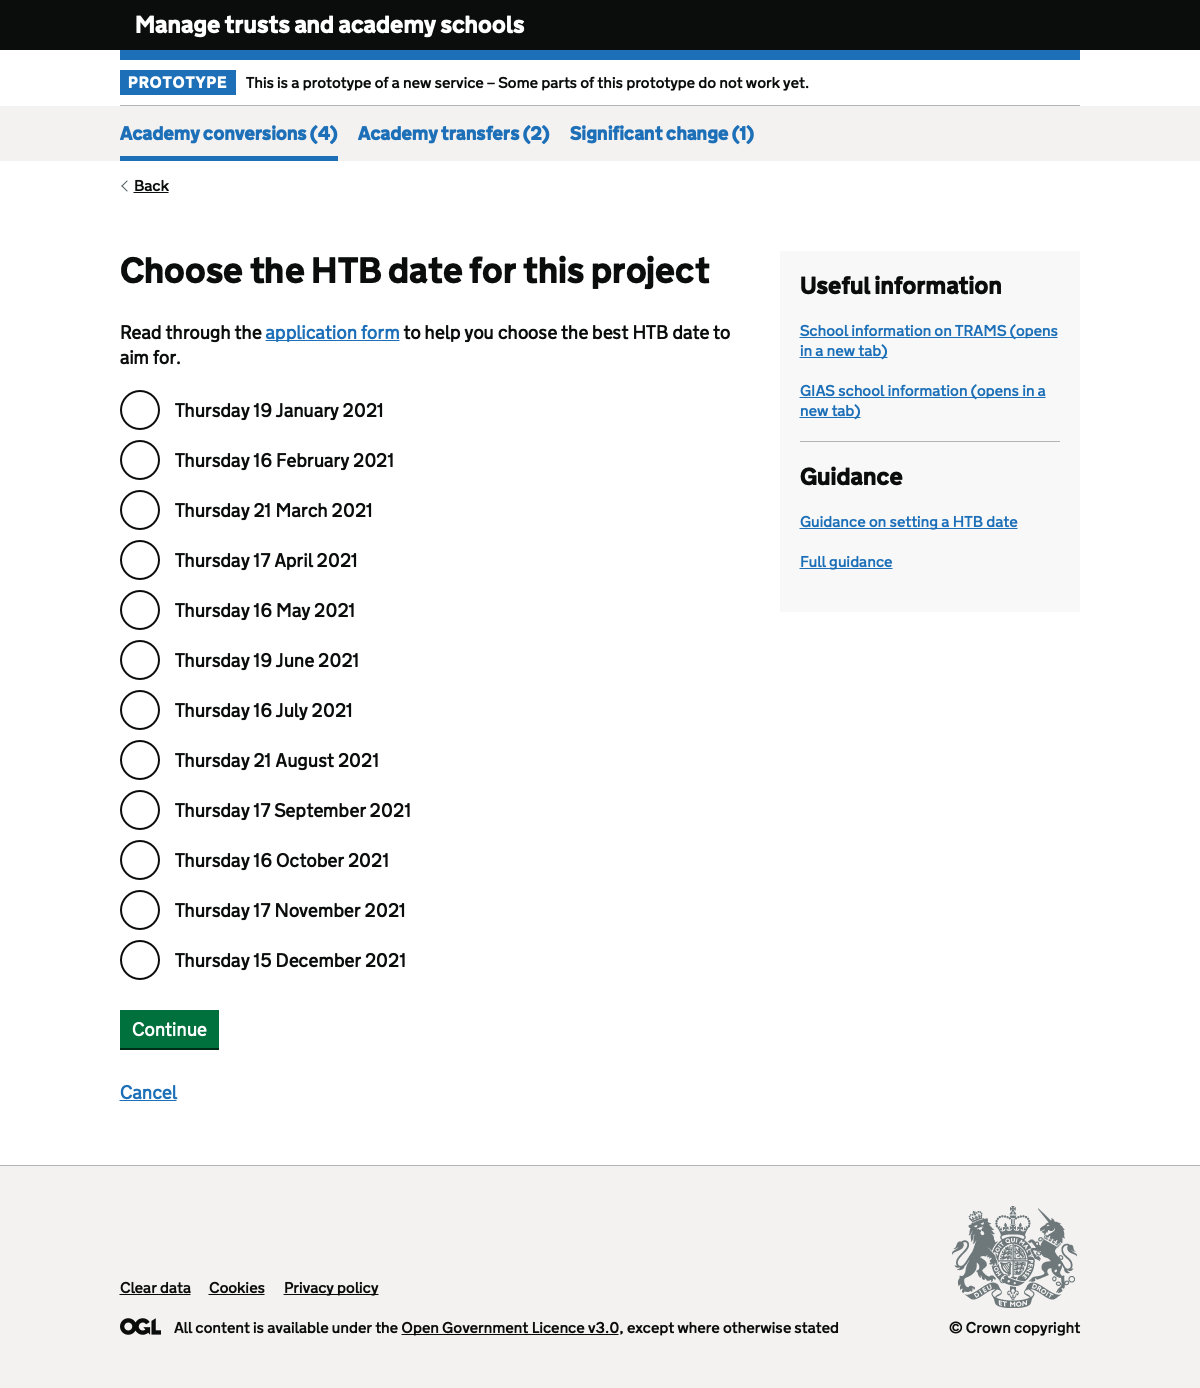 Manage trusts and academy schools
PROTOTYPE This is a prototype of a new service – Some parts of this prototype do not work yet.
Academy conversions (4) Academy transfers (2) Significant change (1)
Back
Choose the HTB date for this project
Read through the application form to help you choose the best HTB date to
aim for.
Thursday 19 January 2021
Thursday 16 February 2021
Thursday 21 March 2021
Thursday 17 April 2021
Thursday 16 May 2021
Thursday 19 June 2021
Thursday 16 July 2021
Thursday 21 August 2021
Thursday 17 September 2021
Thursday 16 October 2021
Thursday 17 November 2021
Thursday 15 December 2021
Continue
Cancel
Useful information
School information on TRAMS (opens
in a new tab)
GIAS school information (opens in a
new tab)
Guidance
Guidance on setting a HTB date
Full guidance
Clear data Cookies Privacy policy
OGL All content is available under the Open Government Licence v3.0, except where otherwise stated
DIEU ET MON DROIT
© Crown copyright